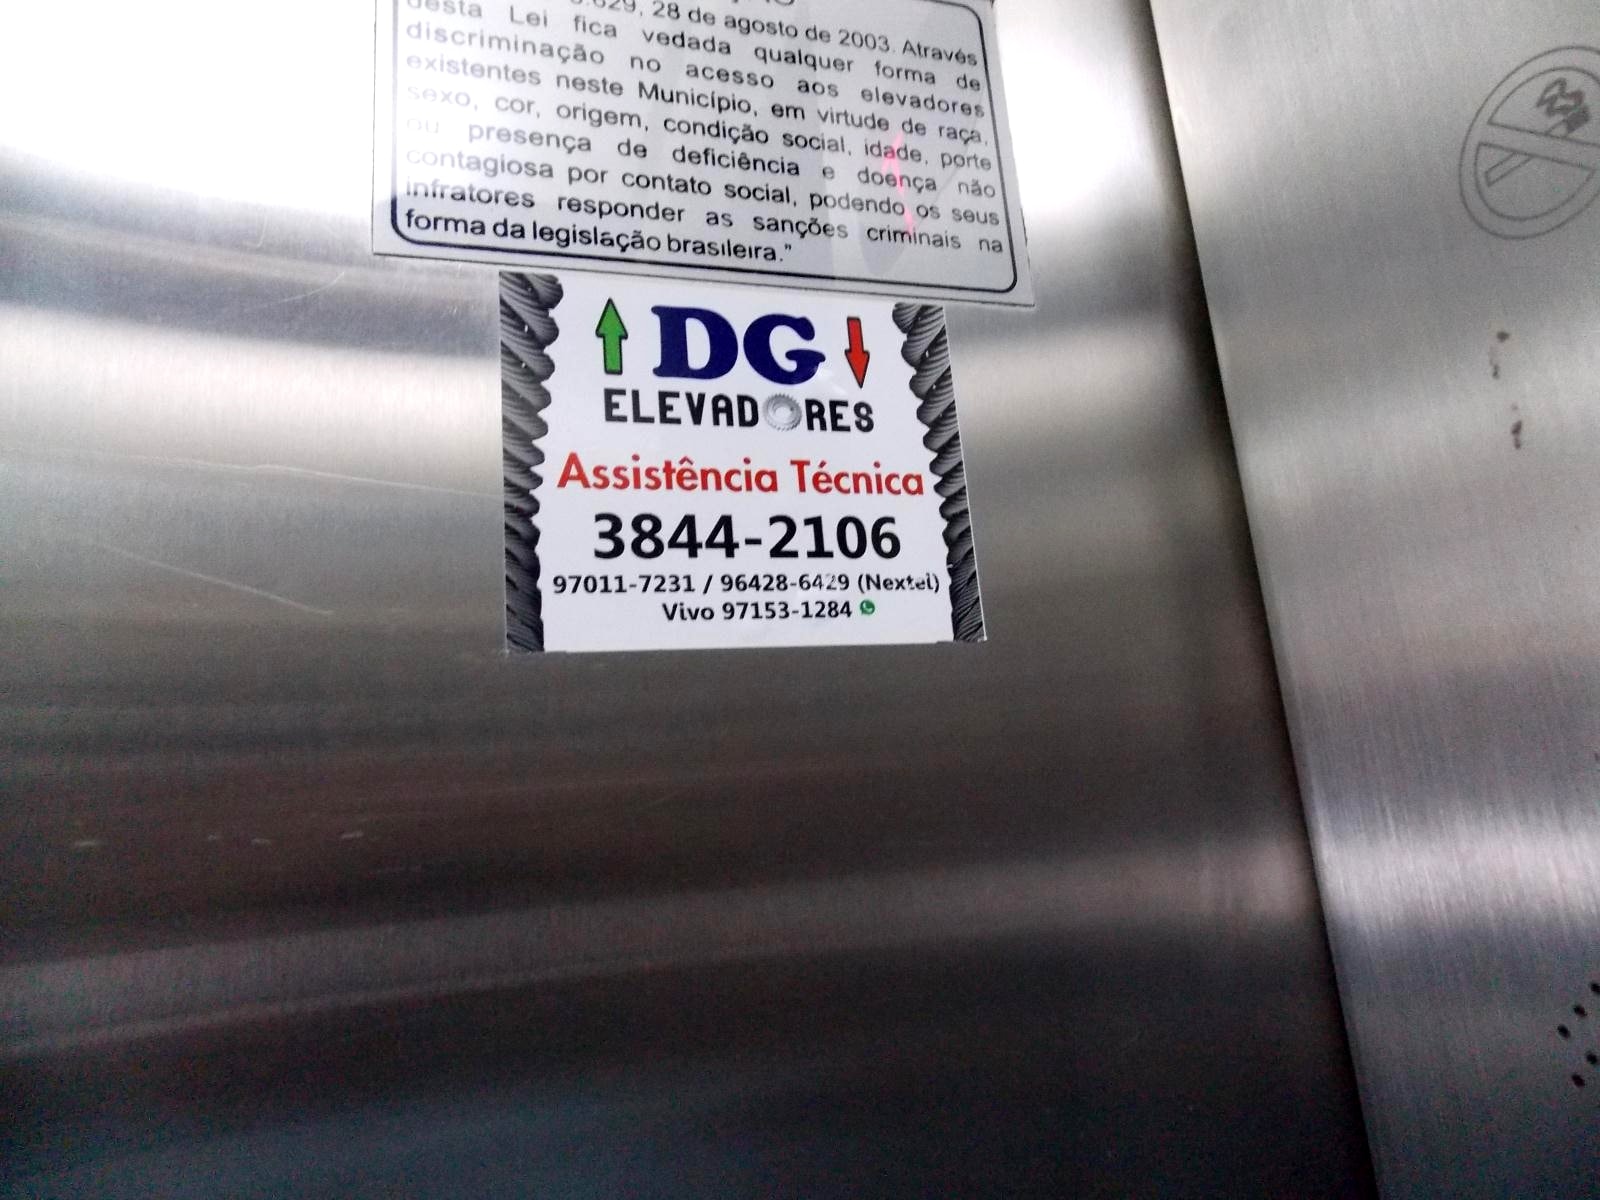 28 de agosto de 2003. Através
desta Lei fica vedada qualquer forma de
discriminação no acesso aos elevadores
existentes neste Município, em virtude de raça,
sexo, cor, origem, condição social, idade, porte
ou presença de deficiência e doença não
contagiosa por contato social, podendo os seus
infratores responder as sanções criminais na
forma da legislação brasileira."
DG
ELEVADORES
Assistência Técnica
3844-2106
97011-7231 / 96428-6429 (Nextel)
Vivo 97153-1284